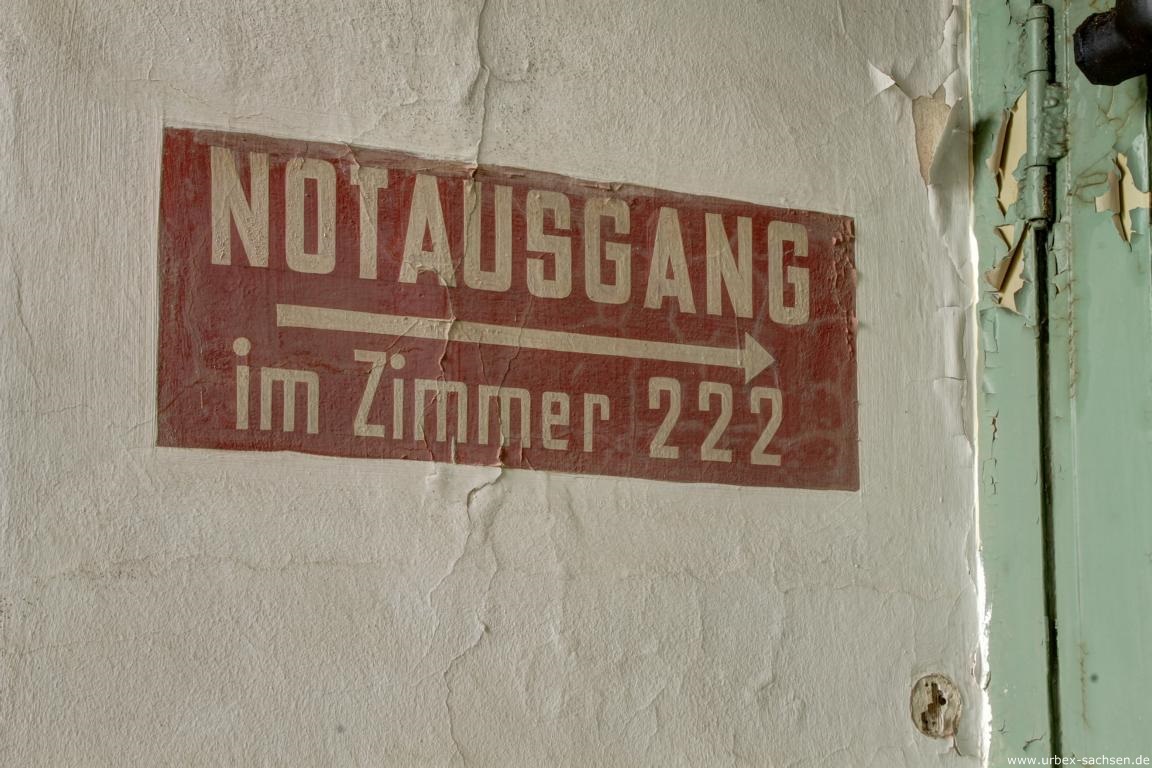 NOTAUSGANG
im Zimmer 222
www.urbex-sachsen.de